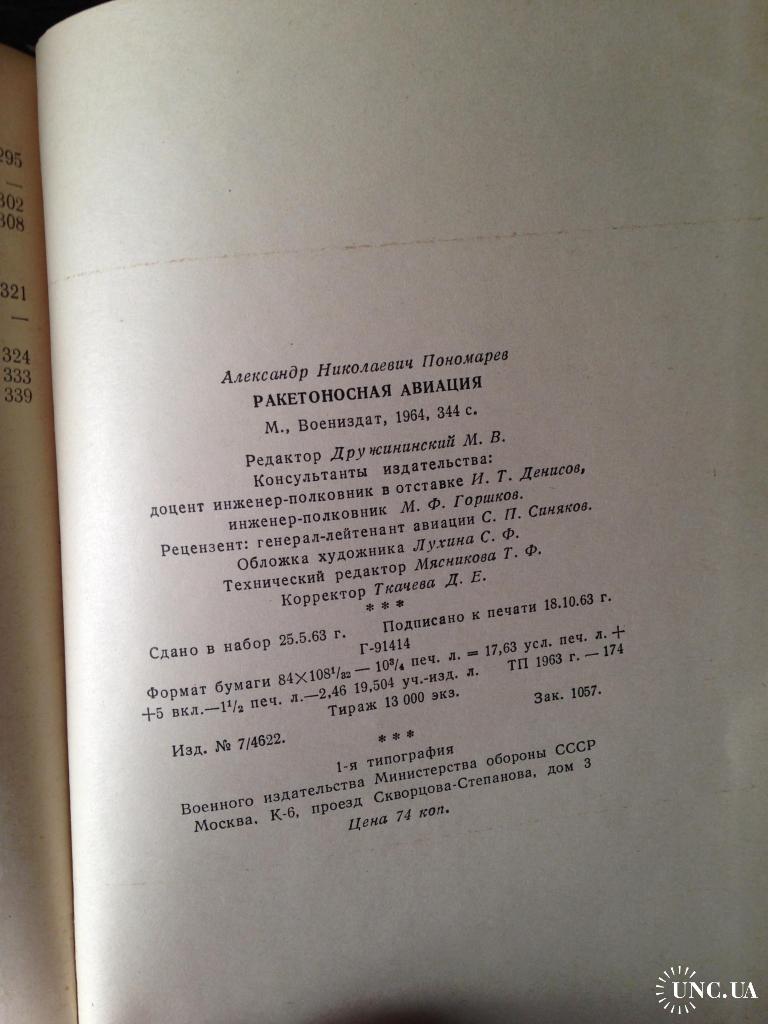 295
—
302
308
321
—
324
333
339
Александр Николаевич Пономарев
РАКЕТОНОСНАЯ АВИАЦИЯ
М., Воениздат, 1964, 344 с.
Редактор Дружининский М. В.
Консультанты издательства:
доцент инженер-полковник в отставке И. Т. Денисов,
инженер-полковник М. Ф. Горшков.
Рецензент: генерал-лейтенант авиации С. П. Синяков.
Обложка художника Лухина С. Ф.
Технический редактор Мясникова Т. Ф.
Корректор Ткачева Д. Е.
* * *
Сдано в набор 25.5.63 г. Подписано к печати 18.10.63 г.
Г-91414
Формат бумаги 84×108¹/₃₂ — 10³/₄ печ. л. = 17,63 усл. печ. л. +
+5 вкл.—1¹/₂ печ. л.—2,46 19,504 уч.-изд. л. ТП 1963 г. — 174
Тираж 13 000 экз.
Изд. № 7/4622. Зак. 1057.
* * *
1-я типография
Военного издательства Министерства обороны СССР
Москва, К-6, проезд Скворцова-Степанова, дом 3
Цена 74 коп.
UNC.UA